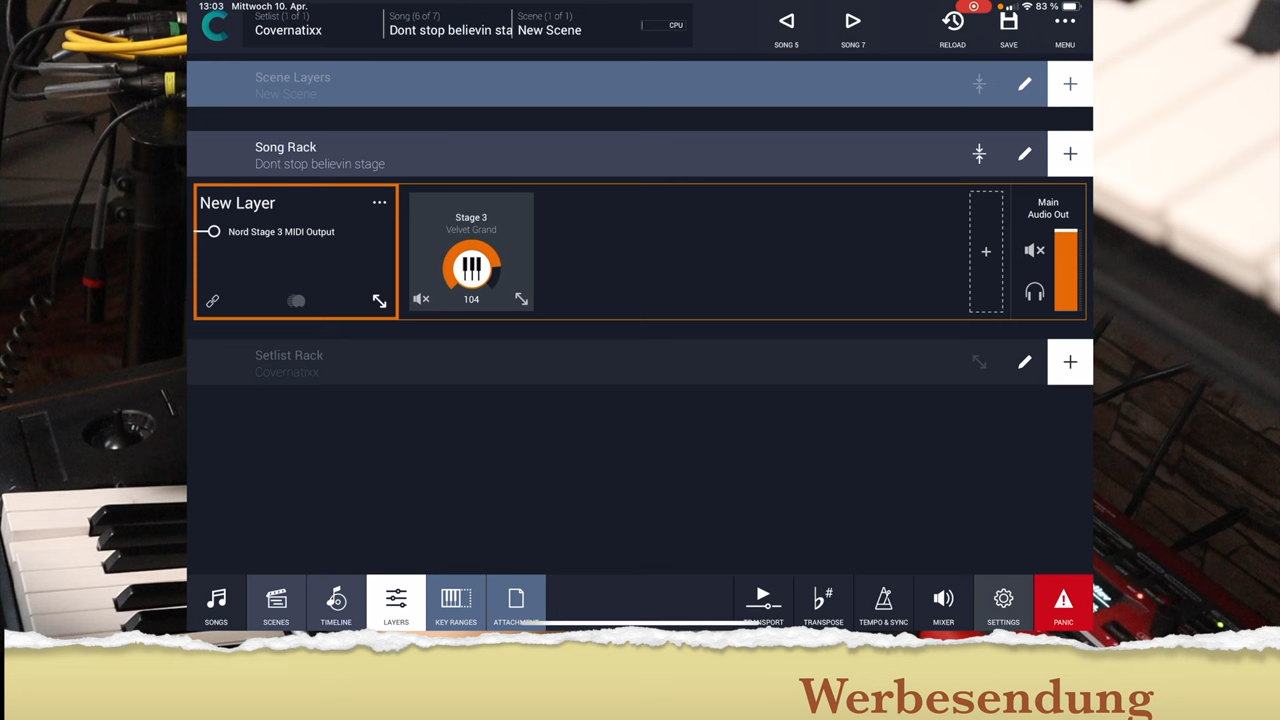 13:03 Mittwoch 10. Apr.
83 %
Setlist (1 of 1)
Covernatixx
Song (6 of 7)
Dont stop believin sta
Scene (1 of 1)
New Scene
CPU
SONG 5
SONG 7
RELOAD
SAVE
MENU
Scene Layers
New Scene
Song Rack
Dont stop believin stage
New Layer
Nord Stage 3 MIDI Output
Stage 3
Velvet Grand
104
Main
Audio Out
Setlist Rack
Covernatixx
SONGS
SCENES
TIMELINE
LAYERS
KEY RANGES
ATTACHM
TRANSPORT
TRANSPOSE
TEMPO & SYNC
MIXER
SETTINGS
PANIC
Werbesendung